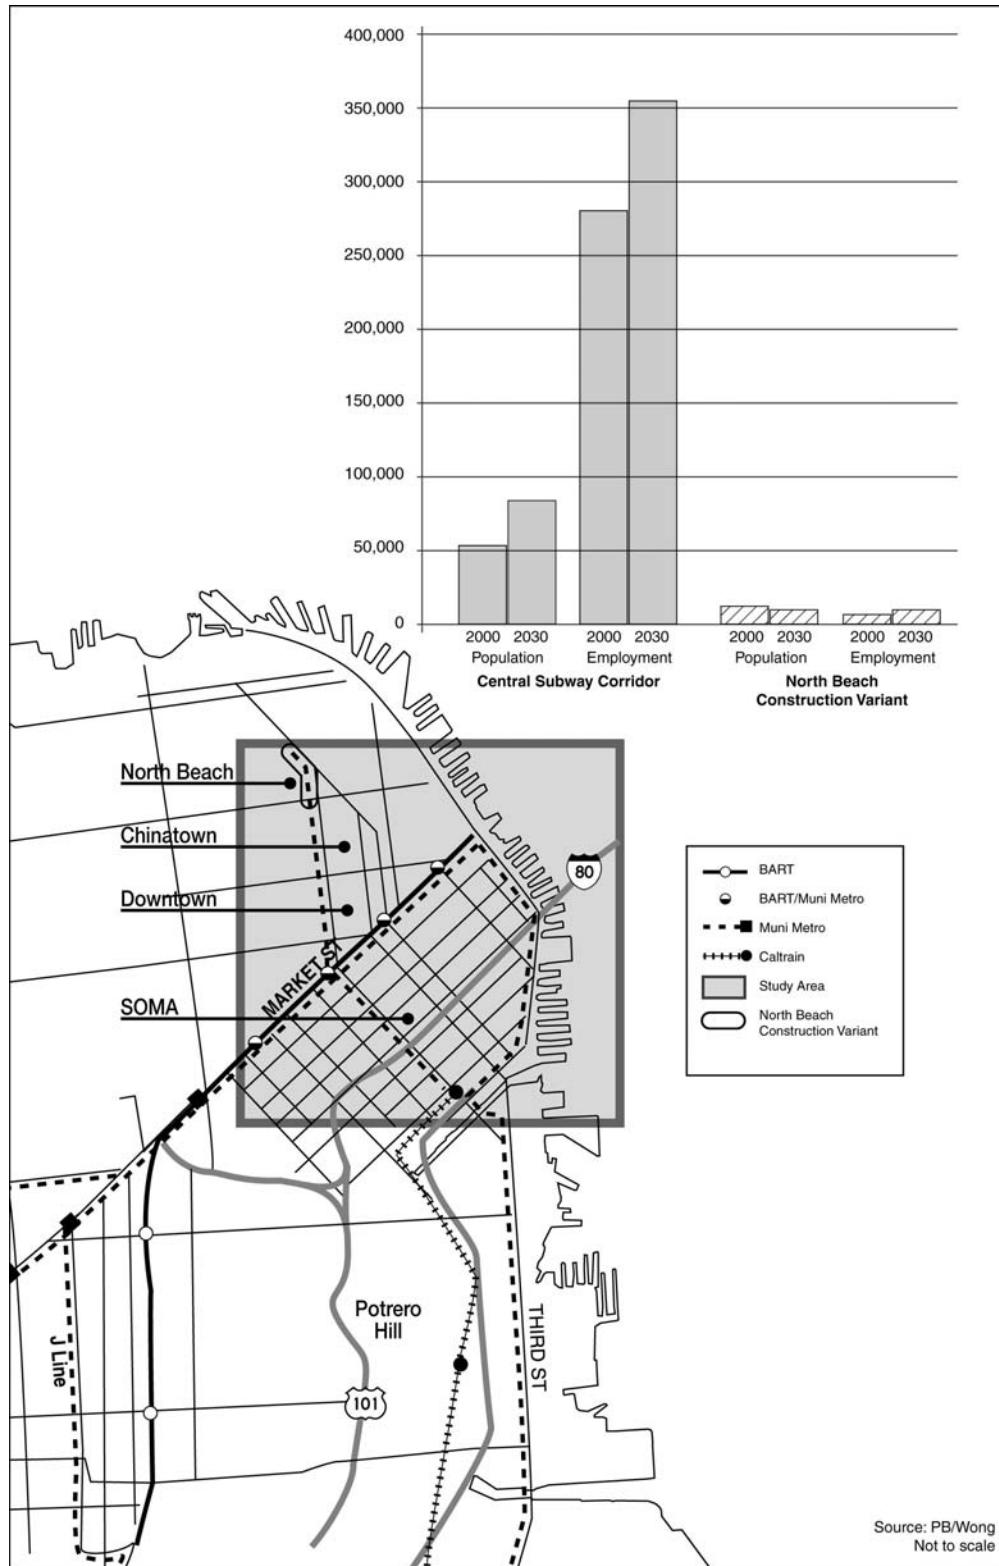 400,000
350,000
300,000
250,000
200,000
150,000
100,000
50,000
0
2000 2030 2000 2030 2000 2030 2000 2030
Population Employment Population Employment
Central Subway Corridor North Beach
Construction Variant
North Beach
Chinatown
Downtown
SOMA
MARKET ST
80
BART
BART/Muni Metro
Muni Metro
Caltrain
Study Area
North Beach
Construction Variant
Potrero
Hill
J Line
THIRD ST
101
Source: PB/Wong
Not to scale